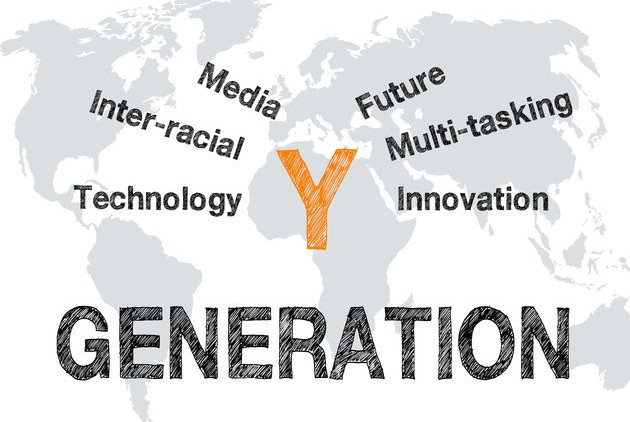 Media
Future
Inter-racial
Multi-tasking
Technology
Y
Innovation
GENERATION